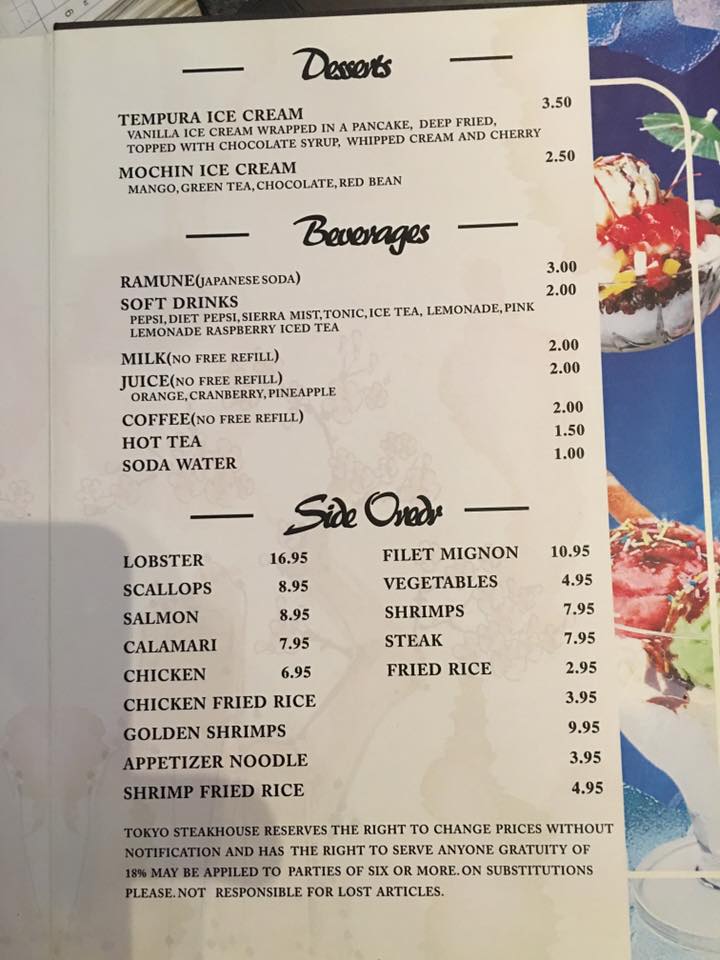 Desserts
TEMPURA ICE CREAM 3.50
VANILLA ICE CREAM WRAPPED IN A PANCAKE, DEEP FRIED,
TOPPED WITH CHOCOLATE SYRUP, WHIPPED CREAM AND CHERRY
MOCHIN ICE CREAM 2.50
MANGO,GREEN TEA,CHOCOLATE,RED BEAN
Beverages
RAMUNE(JAPANESE SODA) 3.00
SOFT DRINKS 2.00
PEPSI,DIET PEPSI,SIERRA MIST,TONIC,ICE TEA, LEMONADE,PINK
LEMONADE RASPBERRY ICED TEA
MILK(NO FREE REFILL) 2.00
JUICE(NO FREE REFILL) 2.00
ORANGE,CRANBERRY,PINEAPPLE
COFFEE(NO FREE REFILL) 2.00
HOT TEA 1.50
SODA WATER 1.00
Side Oredr
LOBSTER 16.95 FILET MIGNON 10.95
SCALLOPS 8.95 VEGETABLES 4.95
SALMON 8.95 SHRIMPS 7.95
CALAMARI 7.95 STEAK 7.95
CHICKEN 6.95 FRIED RICE 2.95
CHICKEN FRIED RICE 3.95
GOLDEN SHRIMPS 9.95
APPETIZER NOODLE 3.95
SHRIMP FRIED RICE 4.95
TOKYO STEAKHOUSE RESERVES THE RIGHT TO CHANGE PRICES WITHOUT
NOTIFICATION AND HAS THE RIGHT TO SERVE ANYONE GRATUITY OF
18% MAY BE APPILED TO PARTIES OF SIX OR MORE.ON SUBSTITUTIONS
PLEASE.NOT RESPONSIBLE FOR LOST ARTICLES.